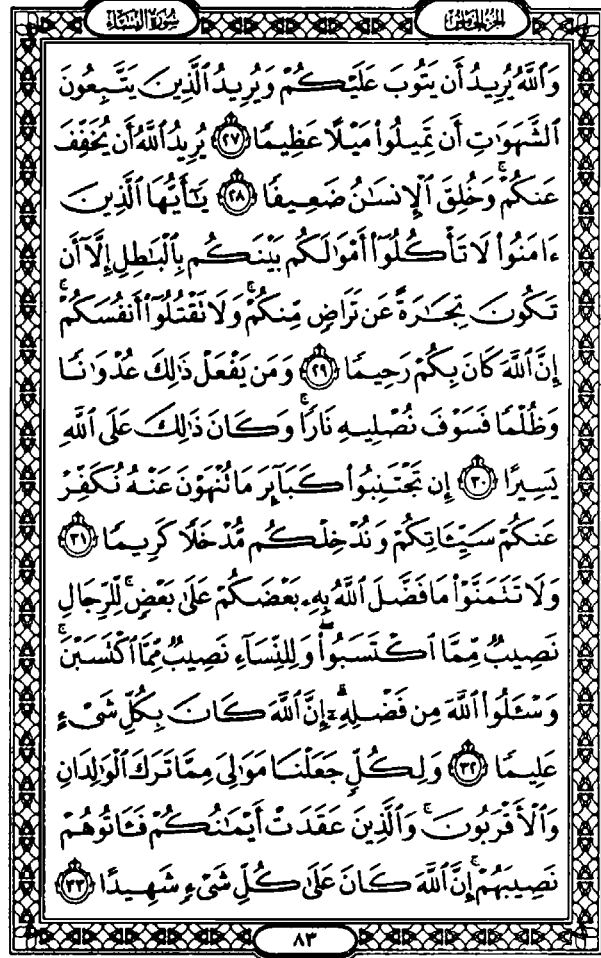 الجزء الخامس
سورة النساء
وَٱللَّهُ يُرِيدُ أَن يَتُوبَ عَلَيْكُمْ وَيُرِيدُ ٱلَّذِينَ يَتَّبِعُونَ
ٱلشَّهَوَٰتِ أَن تَمِيلُوا۟ مَيْلًا عَظِيمًا ٢٧ يُرِيدُ ٱللَّهُ أَن يُخَفِّفَ
عَنكُمْ ۚ وَخُلِقَ ٱلْإِنسَٰنُ ضَعِيفًا ٢٨ يَٰٓأَيُّهَا ٱلَّذِينَ
ءَامَنُوا۟ لَا تَأْكُلُوٓا۟ أَمْوَٰلَكُم بَيْنَكُم بِٱلْبَٰطِلِ إِلَّآ أَن
تَكُونَ تِجَٰرَةً عَن تَرَاضٍ مِّنكُمْ ۚ وَلَا تَقْتُلُوٓا۟ أَنفُسَكُمْ ۚ
إِنَّ ٱللَّهَ كَانَ بِكُمْ رَحِيمًا ٢٩ وَمَن يَفْعَلْ ذَٰلِكَ عُدْوَٰنًا
وَظُلْمًا فَسَوْفَ نُصْلِيهِ نَارًا ۚ وَكَانَ ذَٰلِكَ عَلَى ٱللَّهِ
يَسِيرًا ٣٠ إِن تَجْتَنِبُوا۟ كَبَآئِرَ مَا تُنْهَوْنَ عَنْهُ نُكَفِّرْ
عَنكُمْ سَيِّـَٔاتِكُمْ وَنُدْخِلْكُم مُّدْخَلًا كَرِيمًا ٣١
وَلَا تَتَمَنَّوْا۟ مَا فَضَّلَ ٱللَّهُ بِهِۦ بَعْضَكُمْ عَلَىٰ بَعْضٍ ۚ لِّلرِّجَالِ
نَصِيبٌ مِّمَّا ٱكْتَسَبُوا۟ ۖ وَلِلنِّسَآءِ نَصِيبٌ مِّمَّا ٱكْتَسَبْنَ ۚ
وَسْـَٔلُوا۟ ٱللَّهَ مِن فَضْلِهِۦٓ ۗ إِنَّ ٱللَّهَ كَانَ بِكُلِّ شَىْءٍ
عَلِيمًا ٣٢ وَلِكُلٍّ جَعَلْنَا مَوَٰلِىَ مِمَّا تَرَكَ ٱلْوَٰلِدَانِ
وَٱلْأَقْرَبُونَ ۚ وَٱلَّذِينَ عَقَدَتْ أَيْمَٰنُكُمْ فَـَٔاتُوهُمْ
نَصِيبَهُمْ ۚ إِنَّ ٱللَّهَ كَانَ عَلَىٰ كُلِّ شَىْءٍ شَهِيدًا ٣٣
٨٣